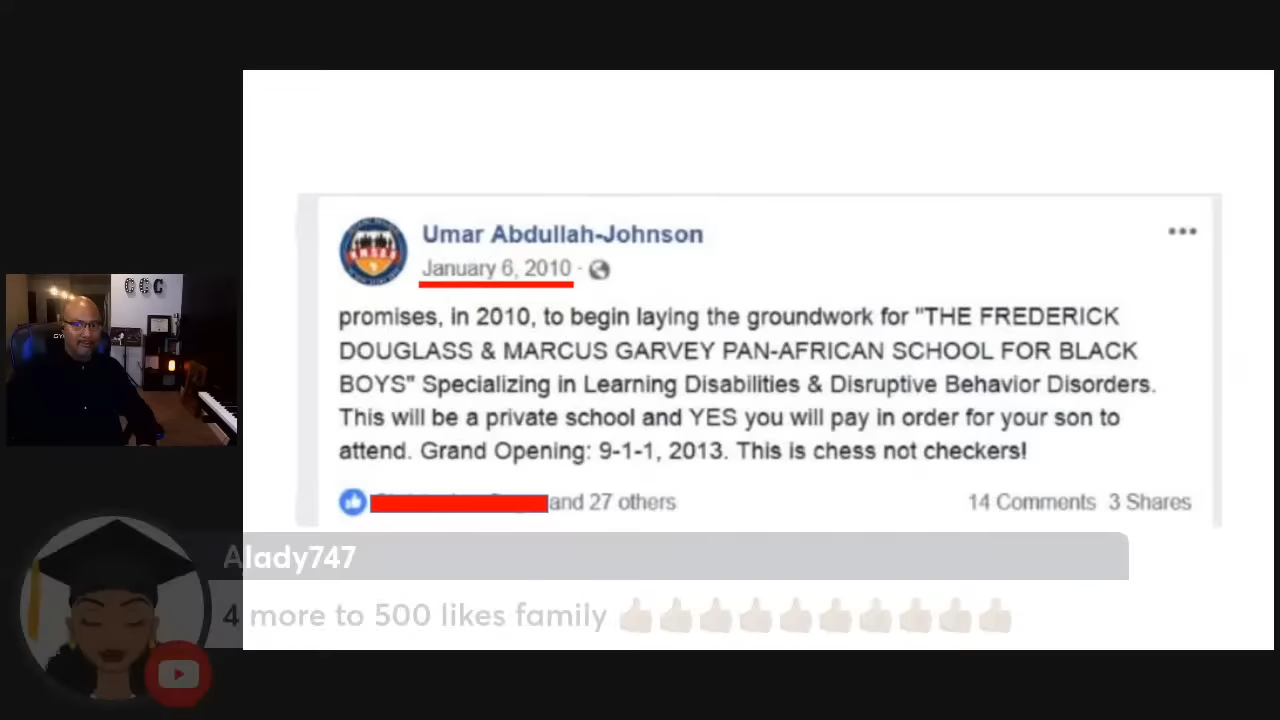 CCC
Umar Abdullah-Johnson
January 6, 2010 ·
promises, in 2010, to begin laying the groundwork for "THE FREDERICK
DOUGLASS & MARCUS GARVEY PAN-AFRICAN SCHOOL FOR BLACK
BOYS" Specializing in Learning Disabilities & Disruptive Behavior Disorders.
This will be a private school and YES you will pay in order for your son to
attend. Grand Opening: 9-1-1, 2013. This is chess not checkers!
and 27 others 14 Comments 3 Shares
Alady747
4 more to 500 likes family 👍🏻👍🏻👍🏻👍🏻👍🏻👍🏻👍🏻👍🏻👍🏻👍🏻